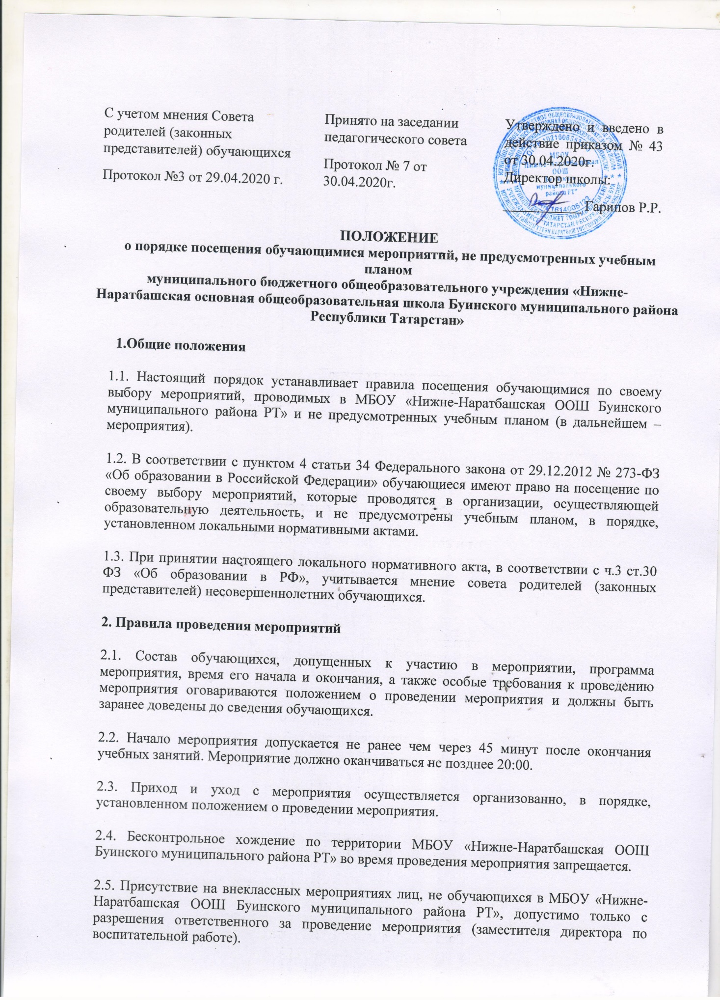 С учетом мнения Совета
родителей (законных
представителей) обучающихся
Протокол №3 от 29.04.2020 г.
Принято на заседании
педагогического совета
Протокол № 7 от
30.04.2020г.
Утверждено и введено в
действие приказом № 43
от 30.04.2020г.
Директор школы:
Гарипов Р.Р.
МБОУ
Нижне-Наратбашская
ООШ
муниципального
района РТ"
1614005122
ПОЛОЖЕНИЕ
о порядке посещения обучающимися мероприятий, не предусмотренных учебным
планом
муниципального бюджетного общеобразовательного учреждения «Нижне-
Наратбашская основная общеобразовательная школа Буинского муниципального района
Республики Татарстан»
1.Общие положения
1.1. Настоящий порядок устанавливает правила посещения обучающимися по своему
выбору мероприятий, проводимых в МБОУ «Нижне-Наратбашская ООШ Буинского
муниципального района РТ» и не предусмотренных учебным планом (в дальнейшем –
мероприятия).
1.2. В соответствии с пунктом 4 статьи 34 Федерального закона от 29.12.2012 № 273-ФЗ
«Об образовании в Российской Федерации» обучающиеся имеют право на посещение по
своему выбору мероприятий, которые проводятся в организации, осуществляющей
образовательную деятельность, и не предусмотрены учебным планом, в порядке,
установленном локальными нормативными актами.
1.3. При принятии настоящего локального нормативного акта, в соответствии с ч.3 ст.30
ФЗ «Об образовании в РФ», учитывается мнение совета родителей (законных
представителей) несовершеннолетних обучающихся.
2. Правила проведения мероприятий
2.1. Состав обучающихся, допущенных к участию в мероприятии, программа
мероприятия, время его начала и окончания, а также особые требования к проведению
мероприятия оговариваются положением о проведении мероприятия и должны быть
заранее доведены до сведения обучающихся.
2.2. Начало мероприятия допускается не ранее чем через 45 минут после окончания
учебных занятий. Мероприятие должно оканчиваться не позднее 20:00.
2.3. Приход и уход с мероприятия осуществляется организованно, в порядке,
установленном положением о проведении мероприятия.
2.4. Бесконтрольное хождение по территории МБОУ «Нижне-Наратбашская ООШ
Буинского муниципального района РТ» во время проведения мероприятия запрещается.
2.5. Присутствие на внеклассных мероприятиях лиц, не обучающихся в МБОУ «Нижне-
Наратбашская ООШ Буинского муниципального района РТ», допустимо только с
разрешения ответственного за проведение мероприятия (заместителя директора по
воспитательной работе).